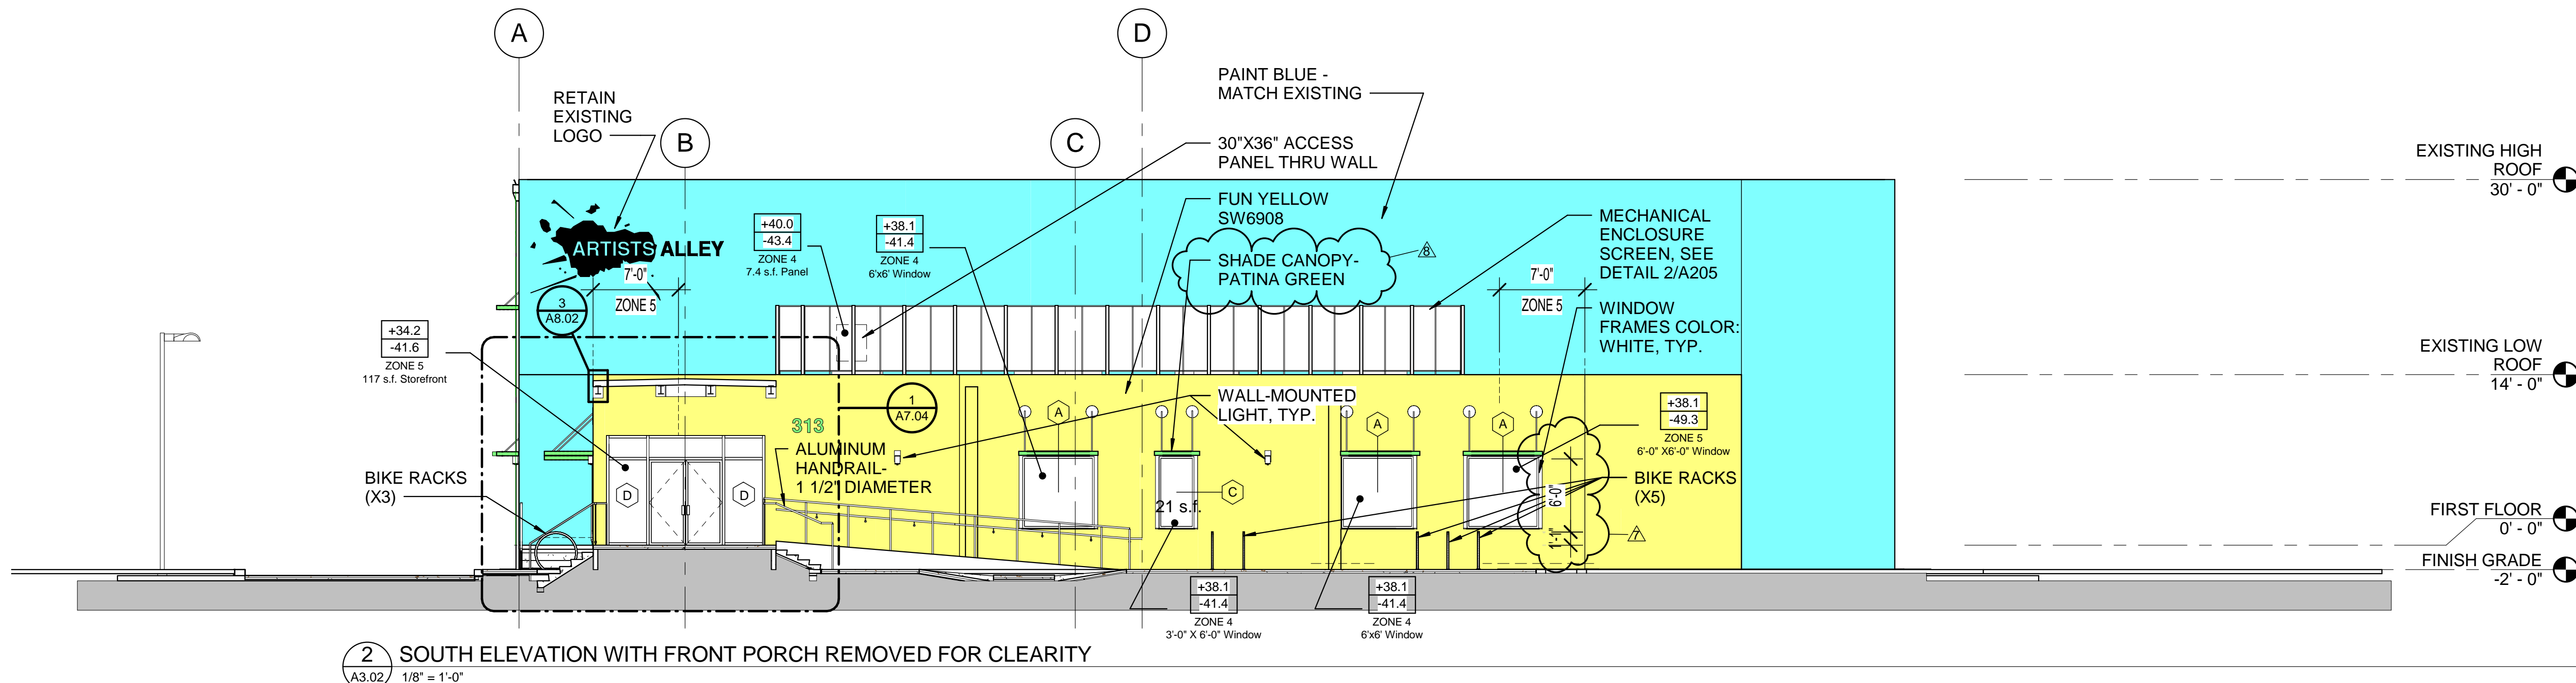 A
D
B
C
RETAIN
EXISTING
LOGO
PAINT BLUE -
MATCH EXISTING
30"X36" ACCESS
PANEL THRU WALL
FUN YELLOW
SW6908
SHADE CANOPY-
PATINA GREEN
8
MECHANICAL
ENCLOSURE
SCREEN, SEE
DETAIL 2/A205
WINDOW
FRAMES COLOR:
WHITE, TYP.
EXISTING HIGH
ROOF
30' - 0"
ARTISTS ALLEY
7'-0"
ZONE 5
3
A8.02
+40.0
-43.4
ZONE 4
7.4 s.f. Panel
+38.1
-41.4
ZONE 4
6'x6' Window
7'-0"
ZONE 5
+34.2
-41.6
ZONE 5
117 s.f. Storefront
EXISTING LOW
ROOF
14' - 0"
1
A7.04
313
WALL-MOUNTED
LIGHT, TYP.
A
A
A
+38.1
-49.3
ZONE 5
6'-0" X6'-0" Window
ALUMINUM
HANDRAIL-
1 1/2" DIAMETER
BIKE RACKS
(X3)
D
D
C
21 s.f.
BIKE RACKS
(X5)
6'-0"
1'-1"
7
FIRST FLOOR
0' - 0"
FINISH GRADE
-2' - 0"
+38.1
-41.4
ZONE 4
3'-0" X 6'-0" Window
+38.1
-41.4
ZONE 4
6'x6' Window
2
A3.02
SOUTH ELEVATION WITH FRONT PORCH REMOVED FOR CLEARITY
1/8" = 1'-0"